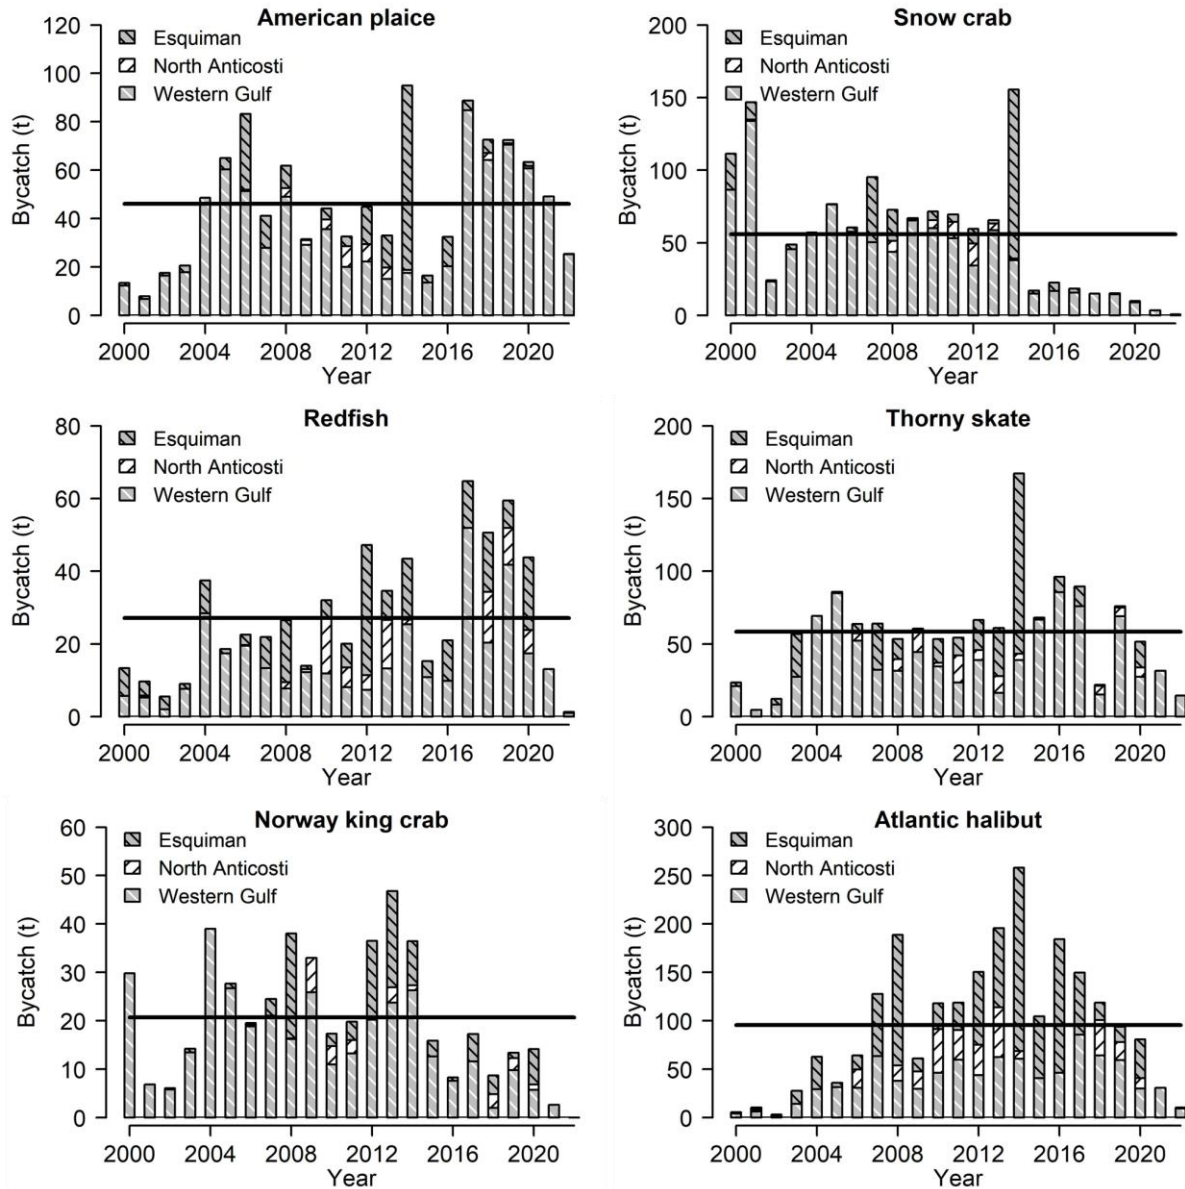 American plaice
Bycatch (t)
120
100
80
60
40
20
0
Esquiman
North Anticosti
Western Gulf
2000 2004 2008 2012 2016 2020
Year
Snow crab
Bycatch (t)
200
150
100
50
0
Esquiman
North Anticosti
Western Gulf
2000 2004 2008 2012 2016 2020
Year
Redfish
Bycatch (t)
80
60
40
20
0
Esquiman
North Anticosti
Western Gulf
2000 2004 2008 2012 2016 2020
Year
Thorny skate
Bycatch (t)
200
150
100
50
0
Esquiman
North Anticosti
Western Gulf
2000 2004 2008 2012 2016 2020
Year
Norway king crab
Bycatch (t)
60
50
40
30
20
10
0
Esquiman
North Anticosti
Western Gulf
2000 2004 2008 2012 2016 2020
Year
Atlantic halibut
Bycatch (t)
300
250
200
150
100
50
0
Esquiman
North Anticosti
Western Gulf
2000 2004 2008 2012 2016 2020
Year